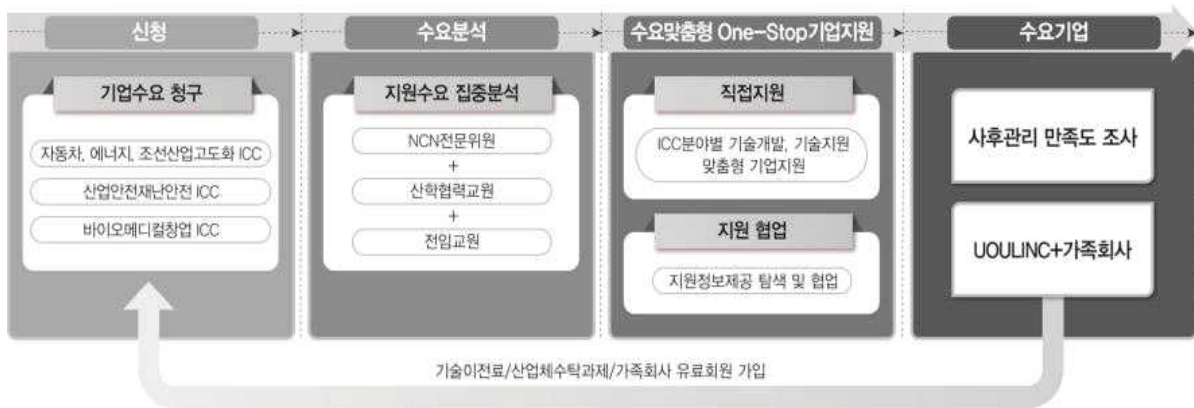 신청
기업수요 청구
자동차, 에너지, 조선산업고도화 ICC
산업안전재난안전 ICC
바이오메디컬창업 ICC
수요분석
지원수요 집중분석
NCN전문위원
+
산학협력교원
+
전임교원
수요맞춤형 One-Stop기업지원
직접지원
ICC분야별 기술개발, 기술지원
맞춤형 기업지원
지원 협업
지원정보제공 탐색 및 협업
수요기업
사후관리 만족도 조사
UOULINC+가족회사
기술이전료/산업체수탁과제/가족회사 유료회원 가입